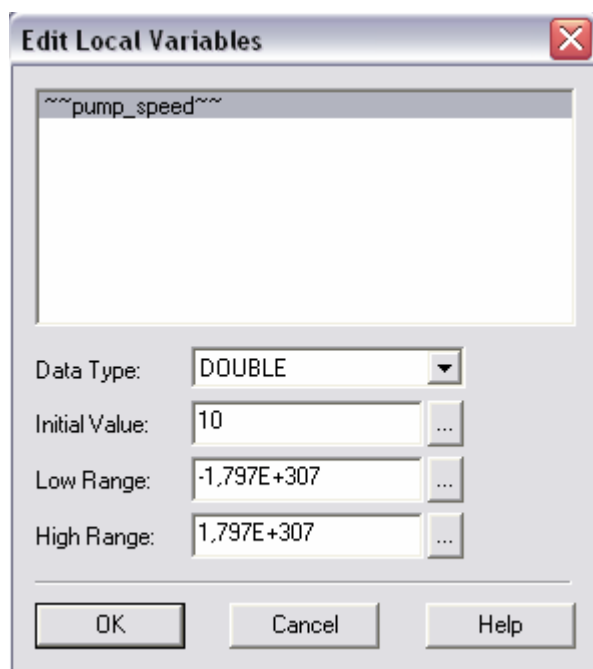 Edit Local Variables
~~pump_speed~~
Data Type: DOUBLE
Initial Value: 10 ...
Low Range: -1,797E+307 ...
High Range: 1,797E+307 ...
OK Cancel Help